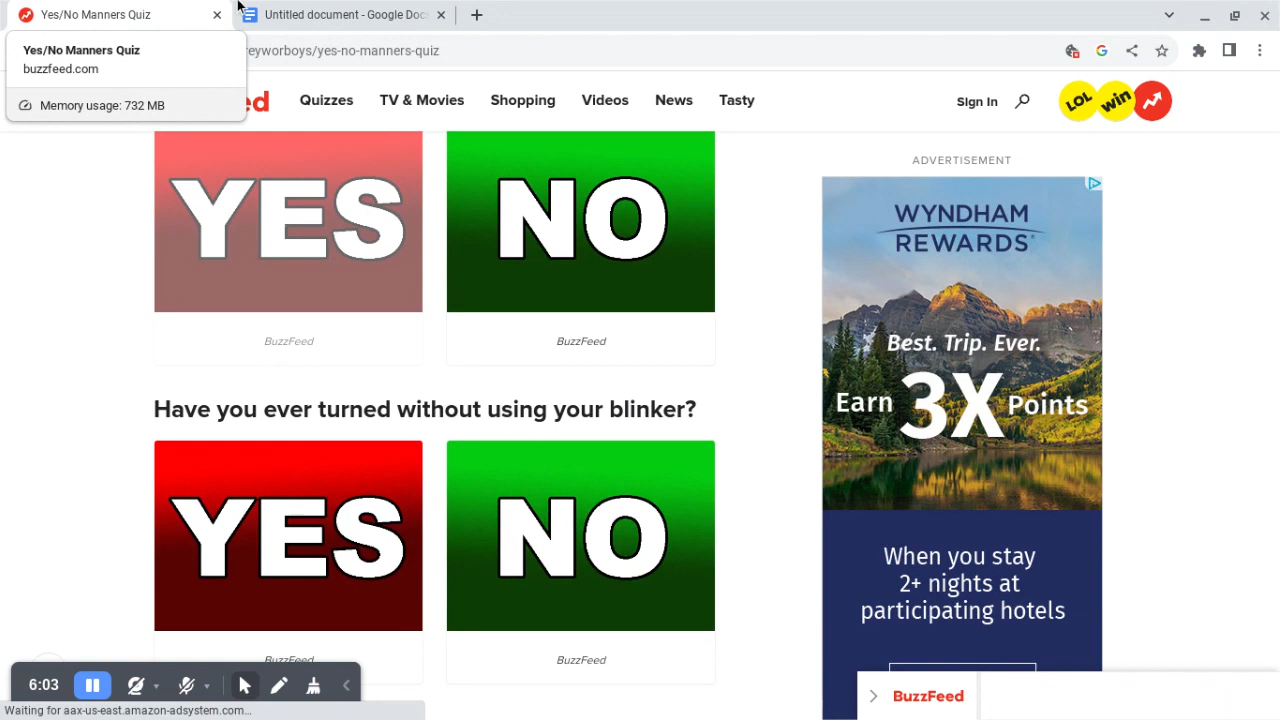 Yes/No Manners Quiz
Untitled document - Google Docs
Yes/No Manners Quiz
buzzfeed.com
Memory usage: 732 MB
eyworboys/yes-no-manners-quiz
ed
Quizzes
TV & Movies
Shopping
Videos
News
Tasty
Sign In
LOL
win
ADVERTISEMENT
YES
NO
BuzzFeed
BuzzFeed
Have you ever turned without using your blinker?
YES
NO
BuzzFeed
BuzzFeed
WYNDHAM
REWARDS®
Best. Trip. Ever.
Earn 3X Points
When you stay
2+ nights at
participating hotels
BuzzFeed
6:03
Waiting for aax-us-east.amazon-adsystem.com...